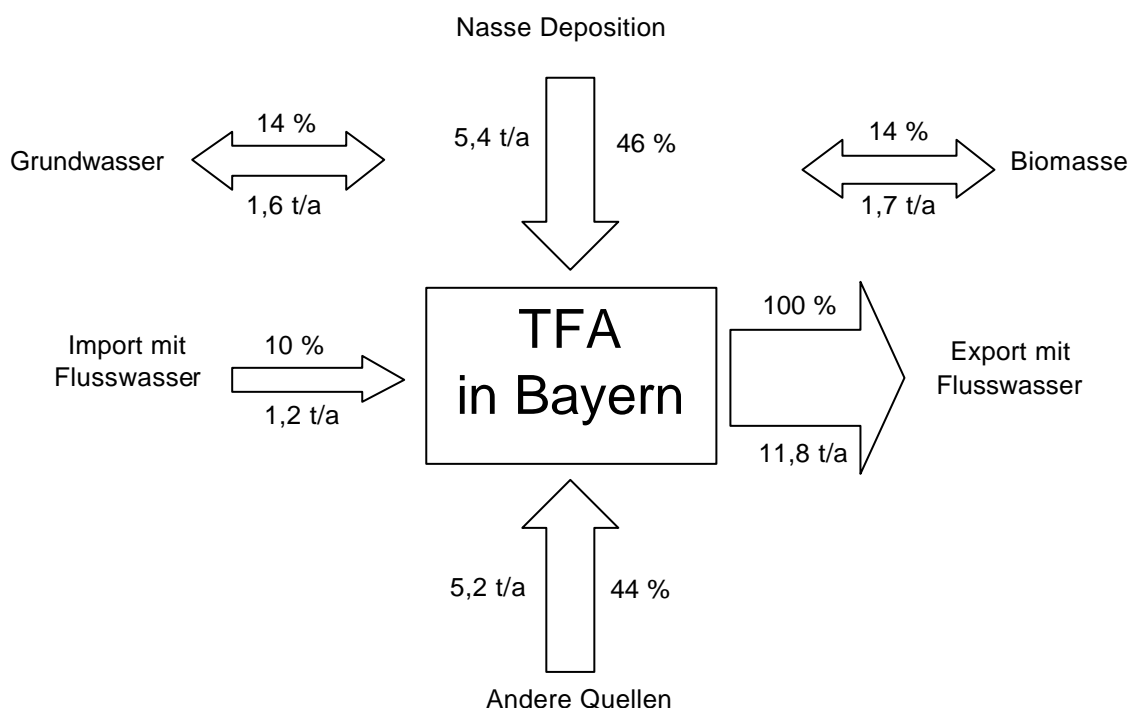 Nasse Deposition
14 %
Grundwasser
1,6 t/a
5,4 t/a
46 %
14 %
Biomasse
1,7 t/a
Import mit
Flusswasser
10 %
1,2 t/a
TFA
in Bayern
100 %
11,8 t/a
Export mit
Flusswasser
5,2 t/a
44 %
Andere Quellen